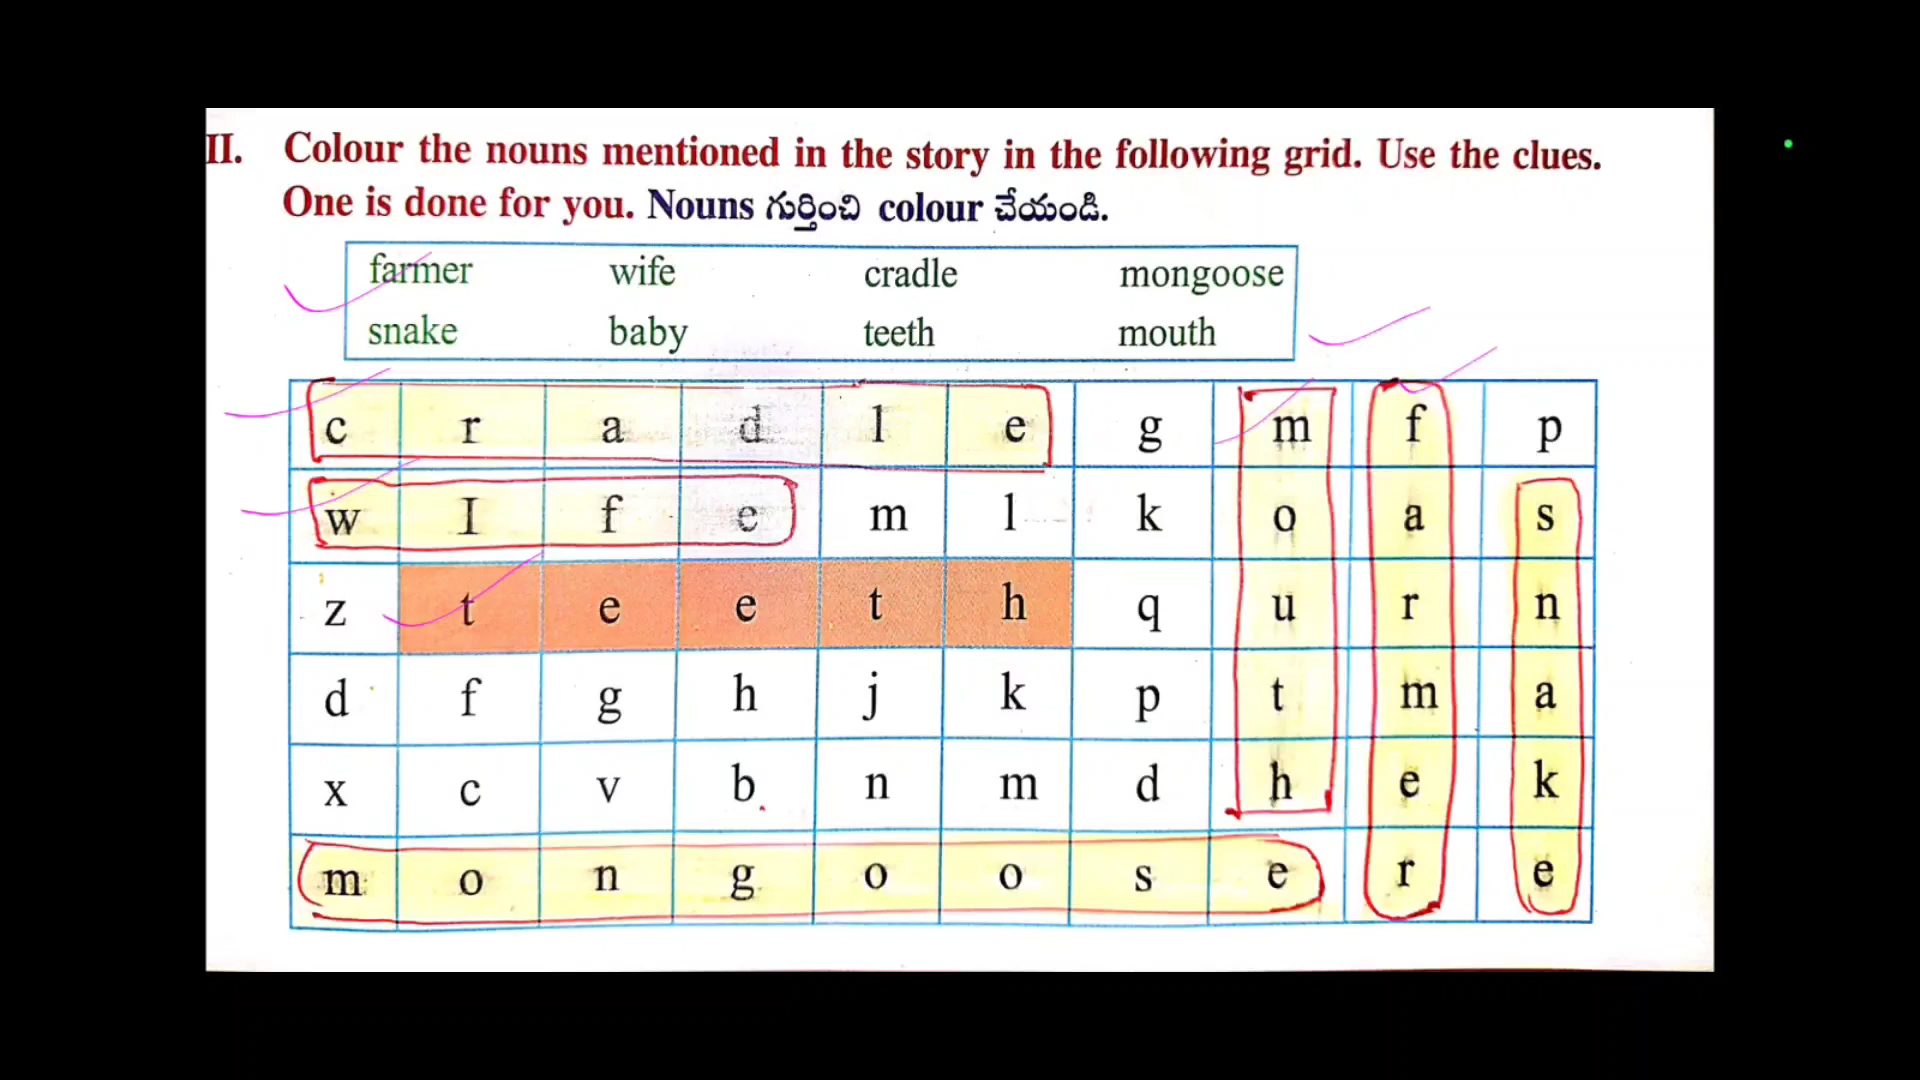 II. Colour the nouns mentioned in the story in the following grid. Use the clues.
One is done for you. Nouns గుర్తించి colour చేయండి.
farmer wife cradle mongoose
snake baby teeth mouth
c r a d l e g m f p
w I f e m l k o a s
z t e e t h q u r n
d f g h j k p t m a
x c v b n m d h e k
m o n g o o s e r e